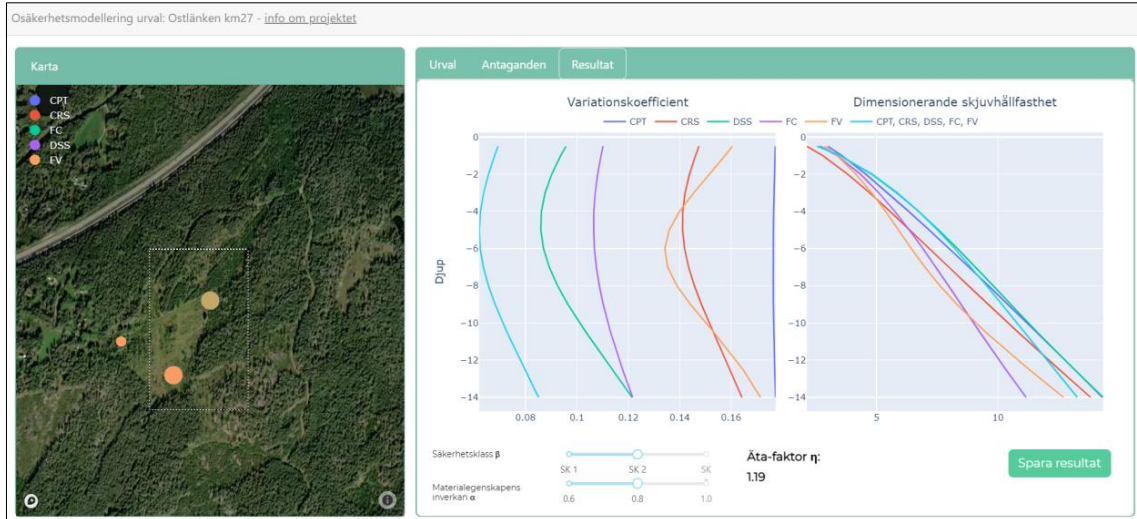 Osäkerhetsmodellering urval: Ostlänken km27 - info om projektet
Karta
CPT
CRS
FC
DSS
FV
Urval Antaganden Resultat
Variationskoefficient
Dimensionerande skjuvhållfasthet
CPT CRS DSS FC FV CPT, CRS, DSS, FC, FV
Djup
0
−2
−4
−6
−8
−10
−12
−14
0.08 0.1 0.12 0.14 0.16
0
−2
−4
−6
−8
−10
−12
−14
5 10
Säkerhetsklass β
SK 1 SK 2 SK
Materialegenskapens
inverkan α
0.6 0.8 1.0
Äta-faktor η:
1.19
Spara resultat